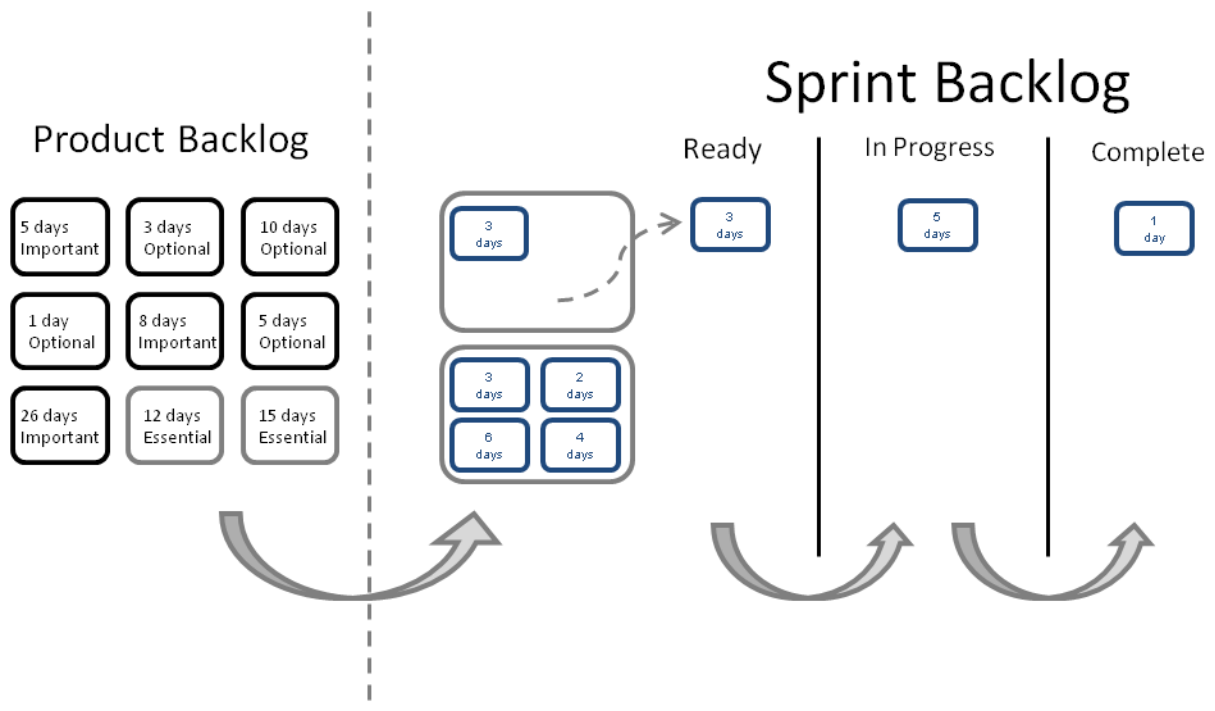 Sprint Backlog
Product Backlog
Ready
In Progress
Complete
5 days
Important
3 days
Optional
10 days
Optional
1 day
Optional
8 days
Important
5 days
Optional
26 days
Important
12 days
Essential
15 days
Essential
3
days
3
days
2
days
6
days
4
days
3
days
5
days
1
day